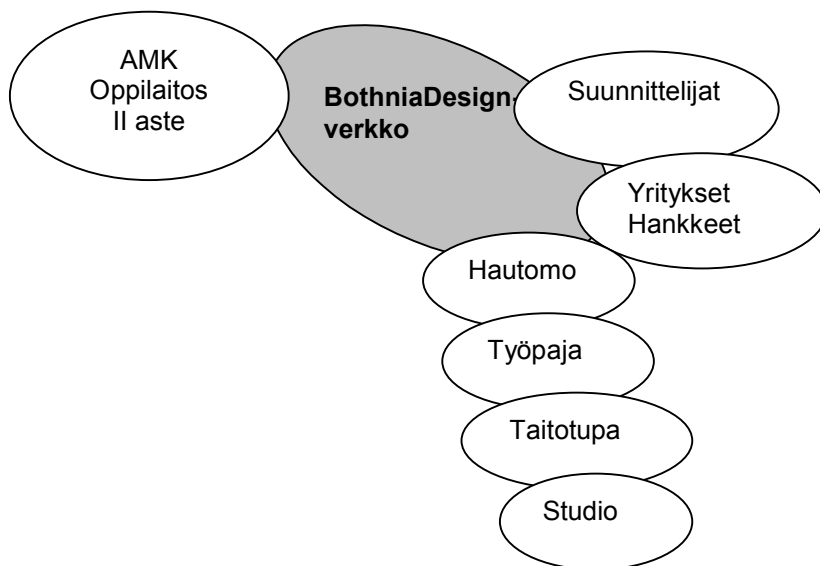 AMK
Oppilaitos
II aste
BothniaDesign-
verkko
Suunnittelijat
Yritykset
Hankkeet
Hautomo
Työpaja
Taitotupa
Studio